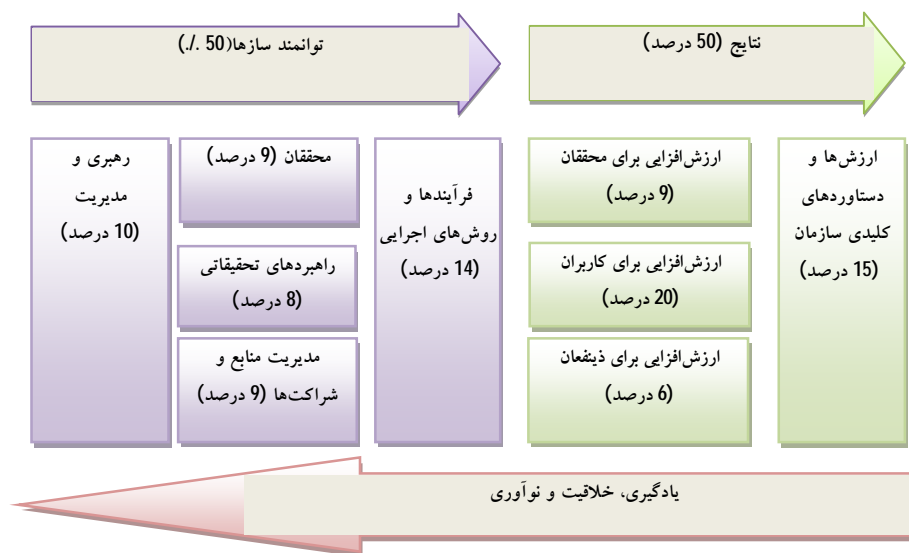 توانمند سازها(50 ./.)
نتایج (50 درصد)
رهبری و
مدیریت
(10 درصد)
محققان (9 درصد)
راهبردهای تحقیقاتی
(8 درصد)
مدیریت منابع و
شراکت‌ها (9 درصد)
فرآیندها و
روش‌های اجرایی
(14 درصد)
ارزش‌افزایی برای محققان
(9 درصد)
ارزش‌افزایی برای کاربران
(20 درصد)
ارزش‌افزایی برای ذینفعان
(6 درصد)
ارزش‌ها و
دستاوردهای
کلیدی سازمان
(15 درصد)
یادگیری، خلاقیت و نوآوری